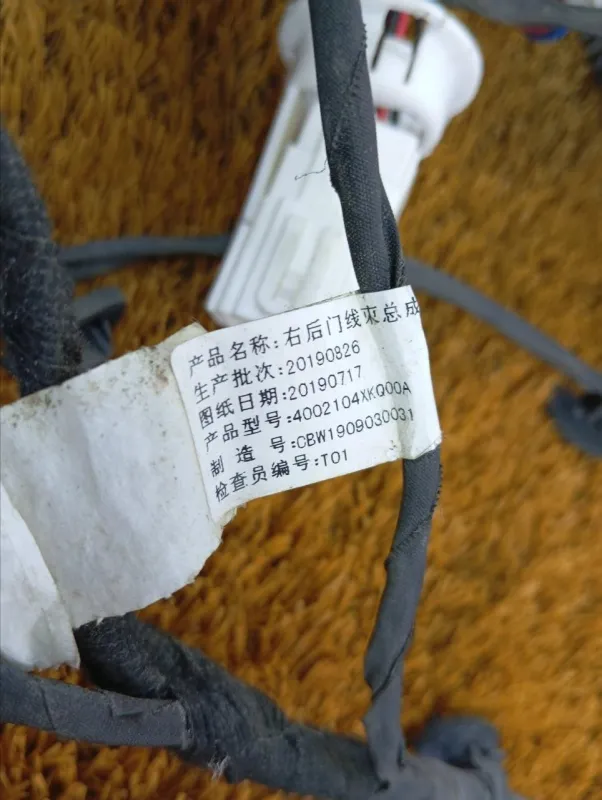 产品名称:右后门线束总成
生产批次:20190826
图纸日期:20190717
产品型号:4002104XKQ00A
制 造 号:CBW1909030031
检查员编号:T01